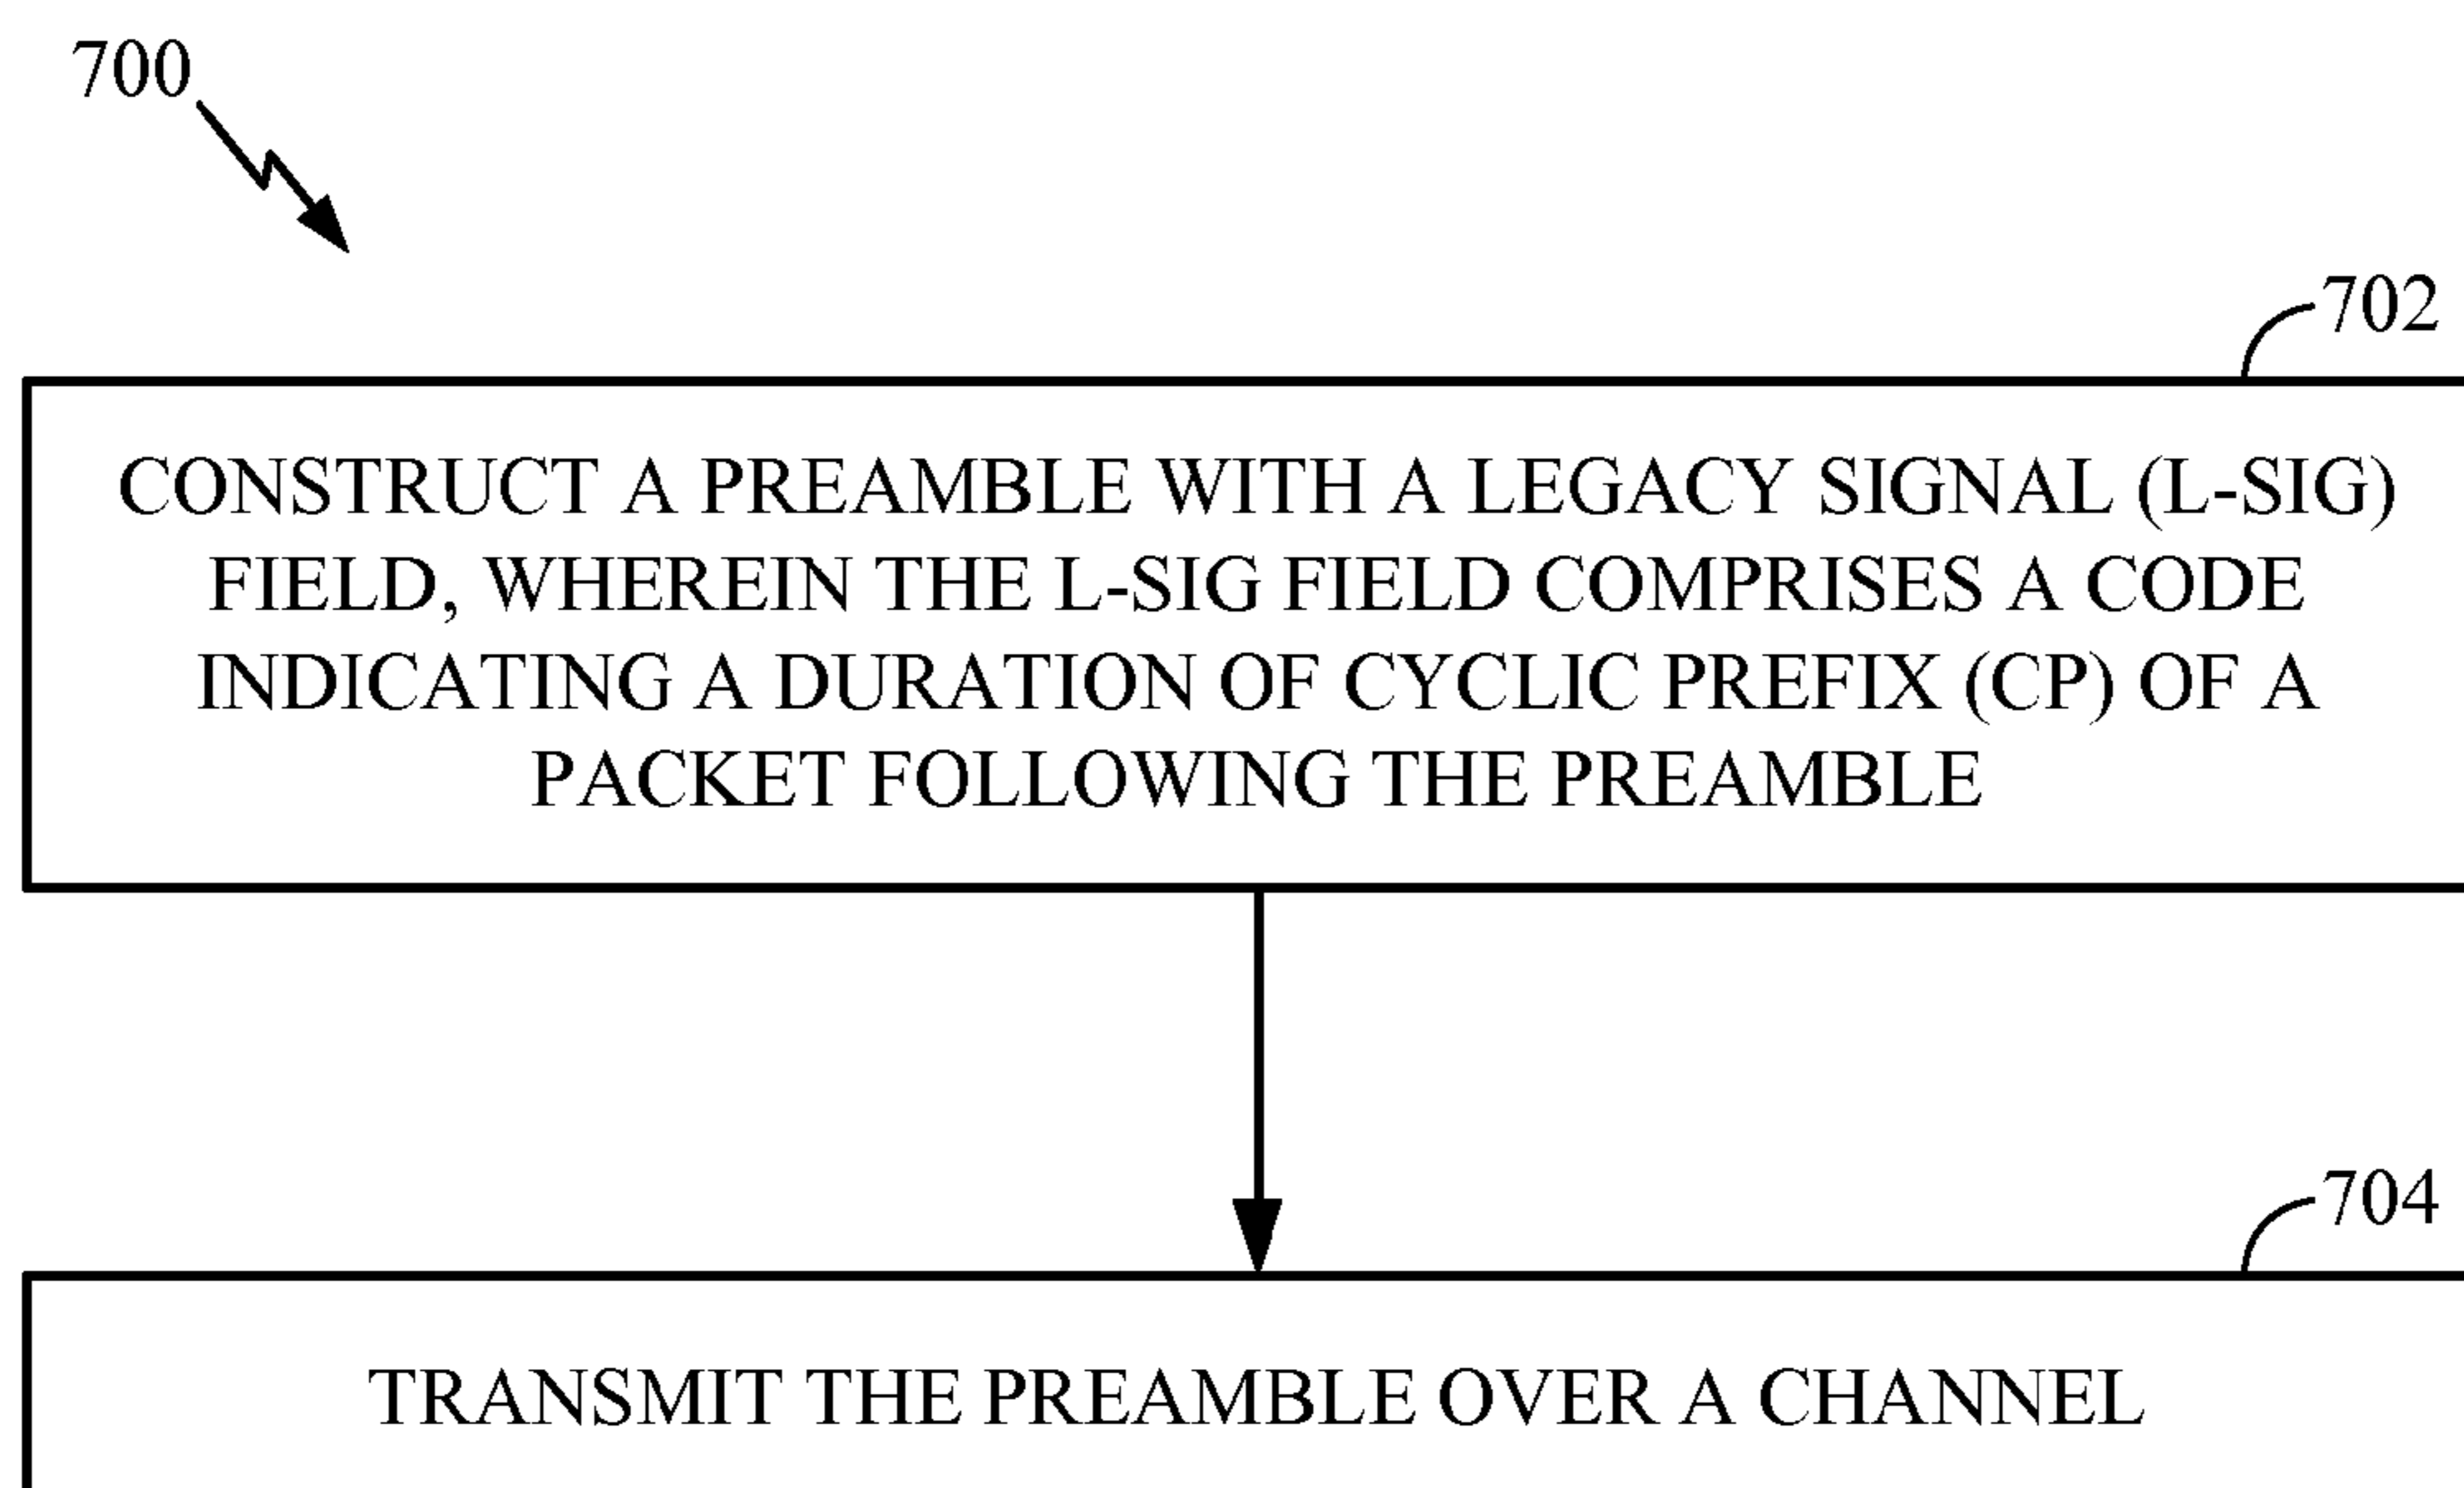 700
702
CONSTRUCT A PREAMBLE WITH A LEGACY SIGNAL (L-SIG)
FIELD, WHEREIN THE L-SIG FIELD COMPRISES A CODE
INDICATING A DURATION OF CYCLIC PREFIX (CP) OF A
PACKET FOLLOWING THE PREAMBLE
704
TRANSMIT THE PREAMBLE OVER A CHANNEL